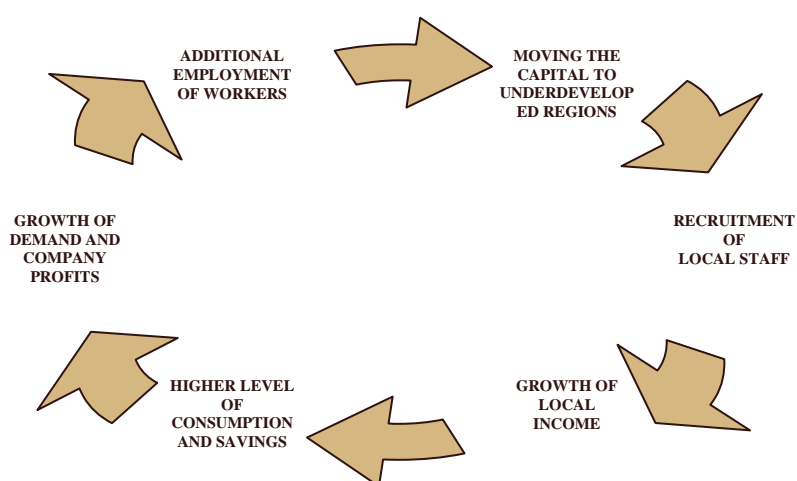 ADDITIONAL
EMPLOYMENT
OF WORKERS
MOVING THE
CAPITAL TO
UNDERDEVELOP
ED REGIONS
RECRUITMENT
OF
LOCAL STAFF
GROWTH OF
LOCAL
INCOME
HIGHER LEVEL
OF
CONSUMPTION
AND SAVINGS
GROWTH OF
DEMAND AND
COMPANY
PROFITS